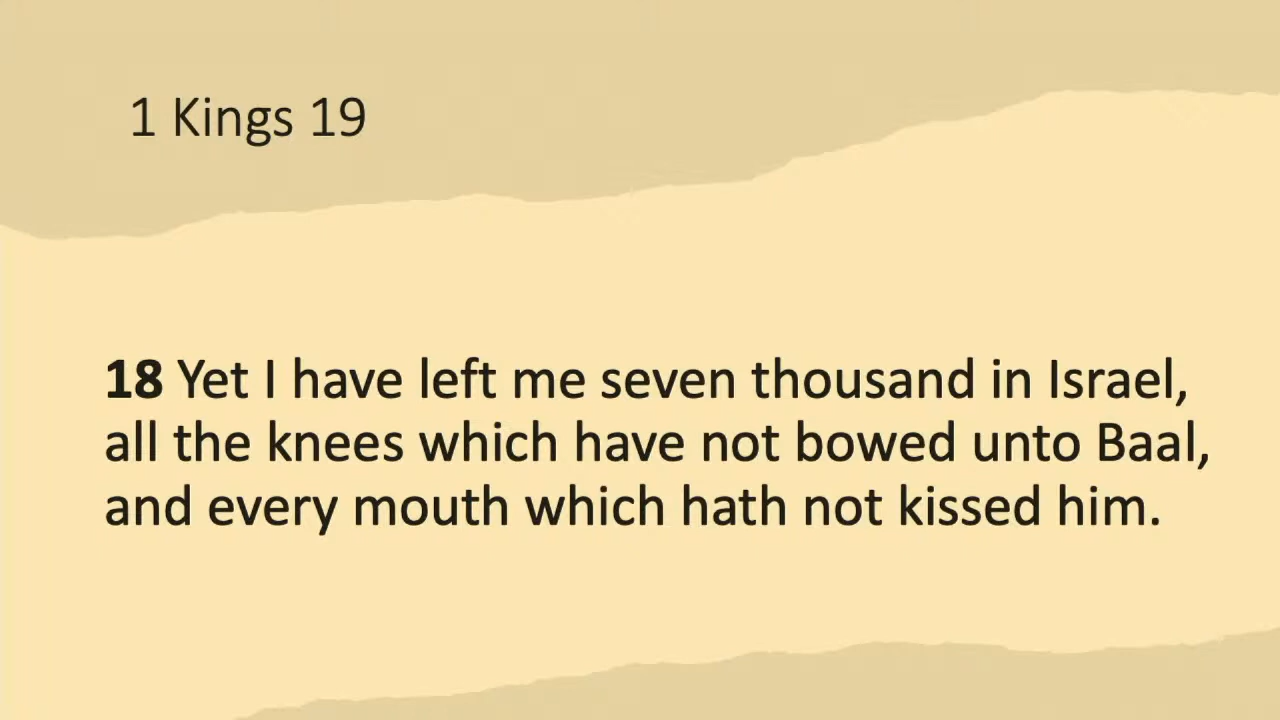 1 Kings 19
18 Yet I have left me seven thousand in Israel,
all the knees which have not bowed unto Baal,
and every mouth which hath not kissed him.